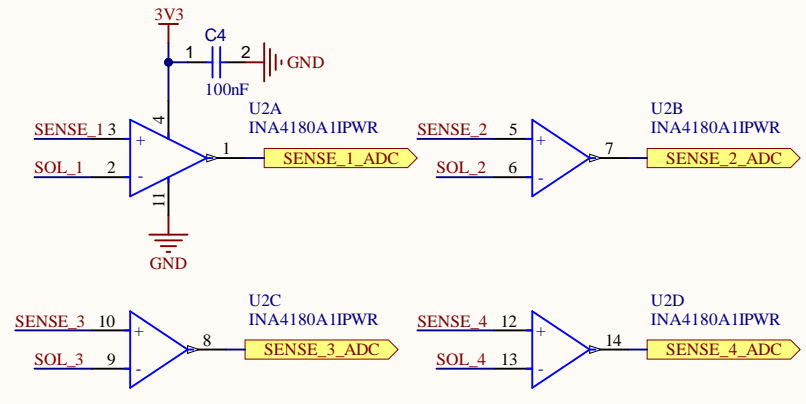 3V3
C4
1 2
GND
100nF
4
U2A
INA4180A1IPWR
SENSE_1 3 +
SOL_1 2 -
1
SENSE_1_ADC
11
GND
U2B
INA4180A1IPWR
SENSE_2 5 +
SOL_2 6 -
7
SENSE_2_ADC
U2C
INA4180A1IPWR
SENSE_3 10 +
SOL_3 9 -
8
SENSE_3_ADC
U2D
INA4180A1IPWR
SENSE_4 12 +
SOL_4 13 -
14
SENSE_4_ADC